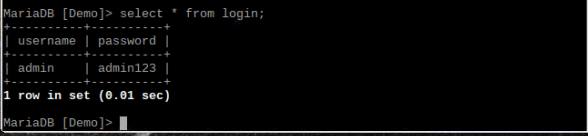 MariaDB [Demo]> select * from login;
+----------+----------+
| username | password |
+----------+----------+
| admin    | admin123 |
+----------+----------+
1 row in set (0.01 sec)
MariaDB [Demo]>